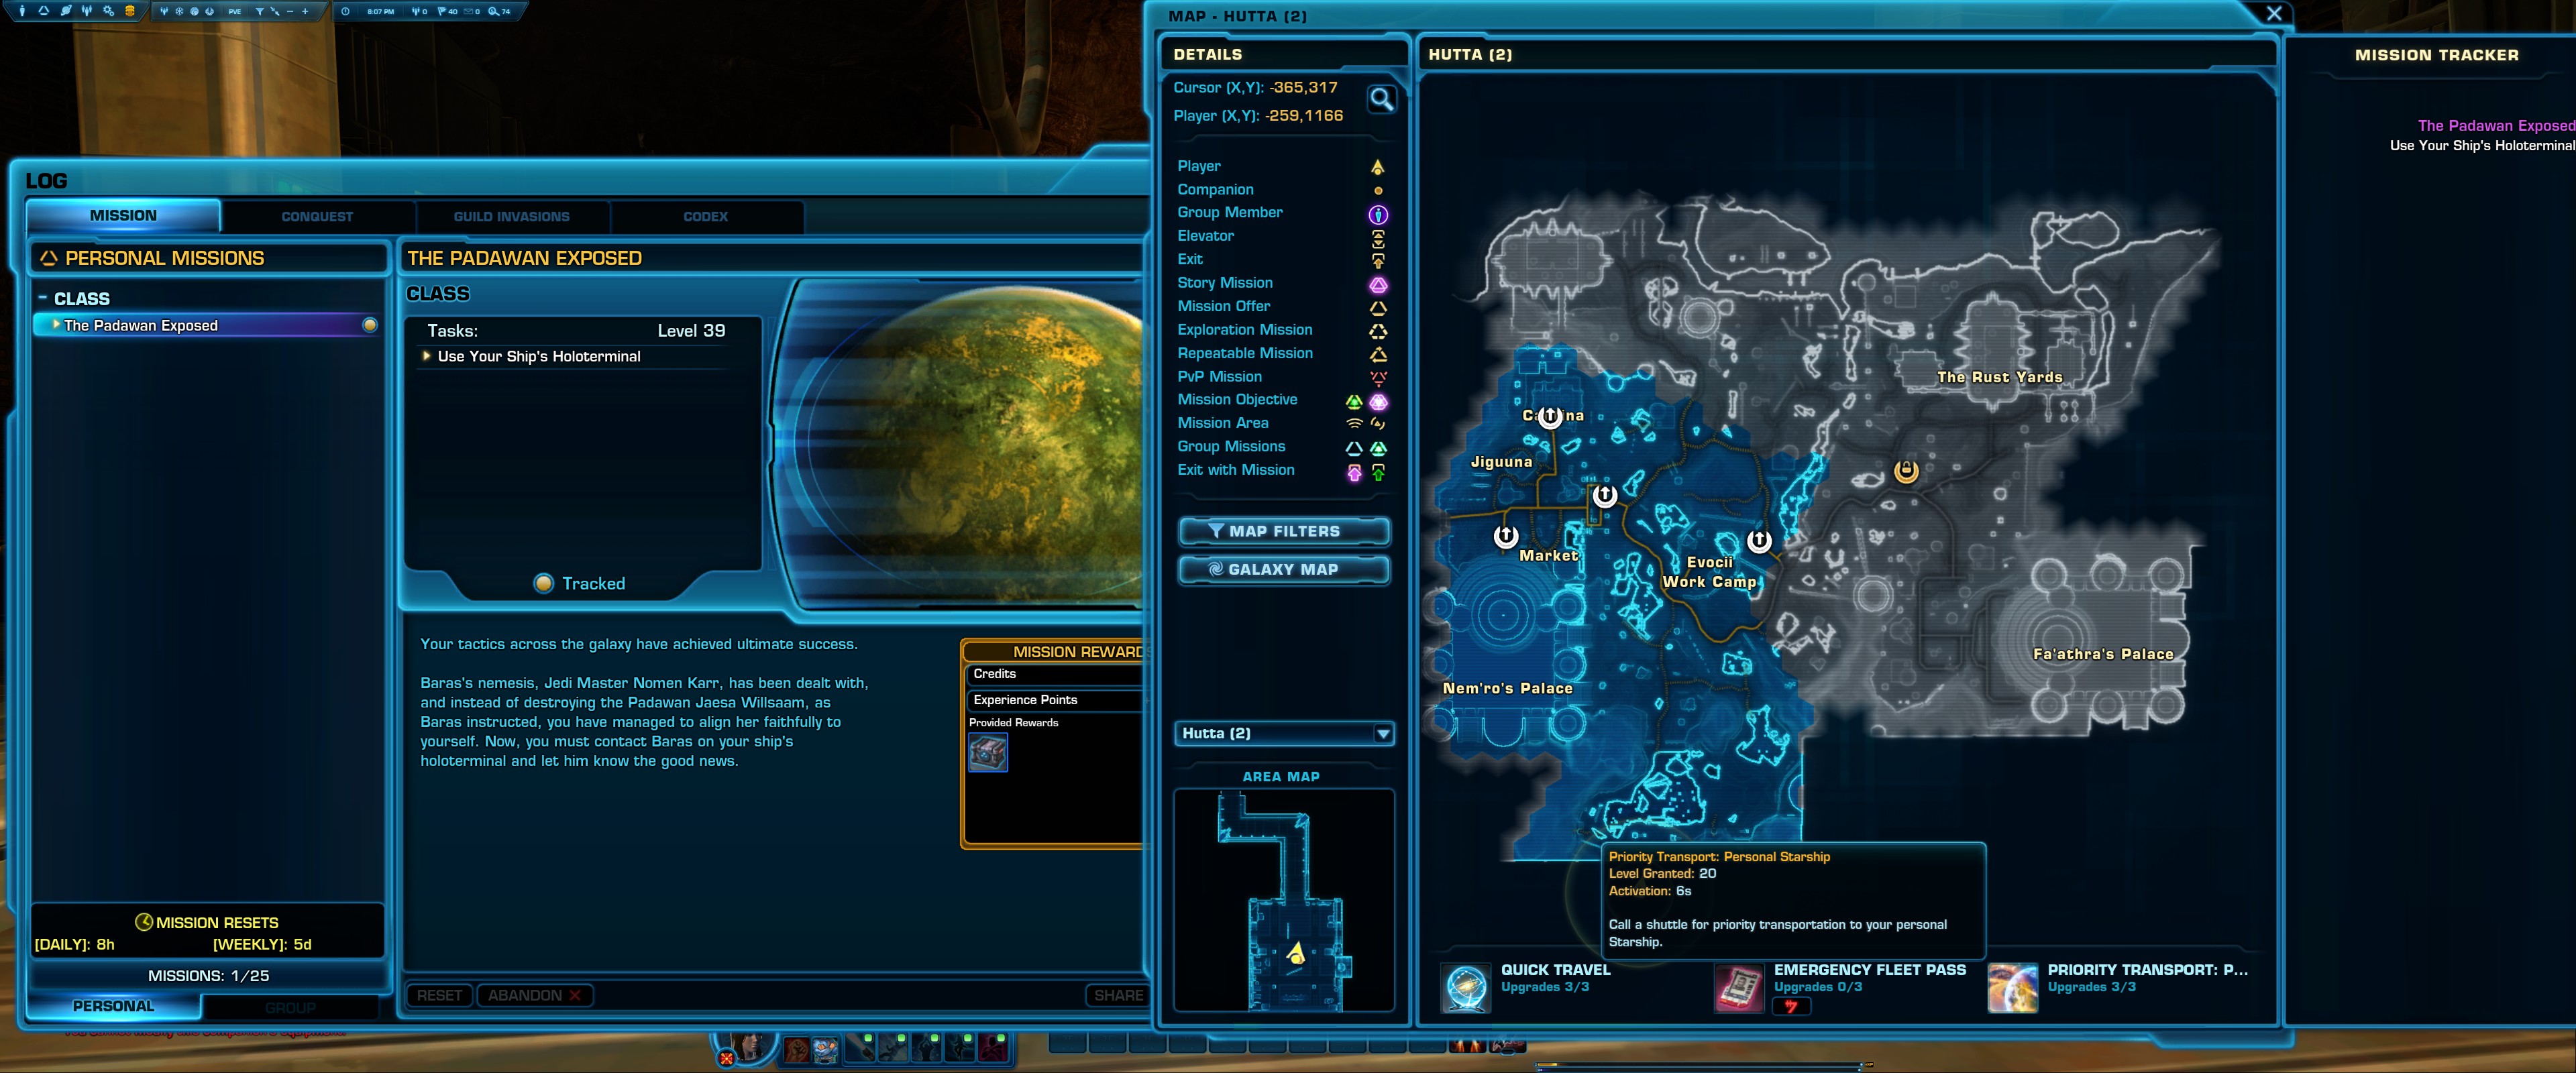 PVE
6:07 PM
0
40
0
74
LOG
MISSION
CONQUEST
GUILD INVASIONS
CODEX
PERSONAL MISSIONS
CLASS
The Padawan Exposed
MISSION RESETS
[DAILY]: 8h [WEEKLY]: 5d
MISSIONS: 1/25
PERSONAL
GROUP
THE PADAWAN EXPOSED
CLASS
Tasks: Level 39
Use Your Ship's Holoterminal
Tracked
Your tactics across the galaxy have achieved ultimate success.
Baras's nemesis, Jedi Master Nomen Karr, has been dealt with,
and instead of destroying the Padawan Jaesa Willsaam, as
Baras instructed, you have managed to align her faithfully to
yourself. Now, you must contact Baras on your ship's
holoterminal and let him know the good news.
MISSION REWARD
Credits
Experience Points
Provided Rewards
RESET
ABANDON
SHARE
MAP - HUTTA (2)
DETAILS
Cursor (X,Y): -365,317
Player (X,Y): -259,1166
Player
Companion
Group Member
Elevator
Exit
Story Mission
Mission Offer
Exploration Mission
Repeatable Mission
PvP Mission
Mission Objective
Mission Area
Group Missions
Exit with Mission
MAP FILTERS
GALAXY MAP
Hutta (2)
AREA MAP
HUTTA (2)
The Rust Yards
Jiguuna
Market
Evocii
Work Camp
Nem'ro's Palace
Fa'athra's Palace
Priority Transport: Personal Starship
Level Granted: 20
Activation: 6s
Call a shuttle for priority transportation to your personal
Starship.
QUICK TRAVEL
Upgrades 3/3
EMERGENCY FLEET PASS
Upgrades 0/3
PRIORITY TRANSPORT: P...
Upgrades 3/3
MISSION TRACKER
The Padawan Exposed
Use Your Ship's Holoterminal